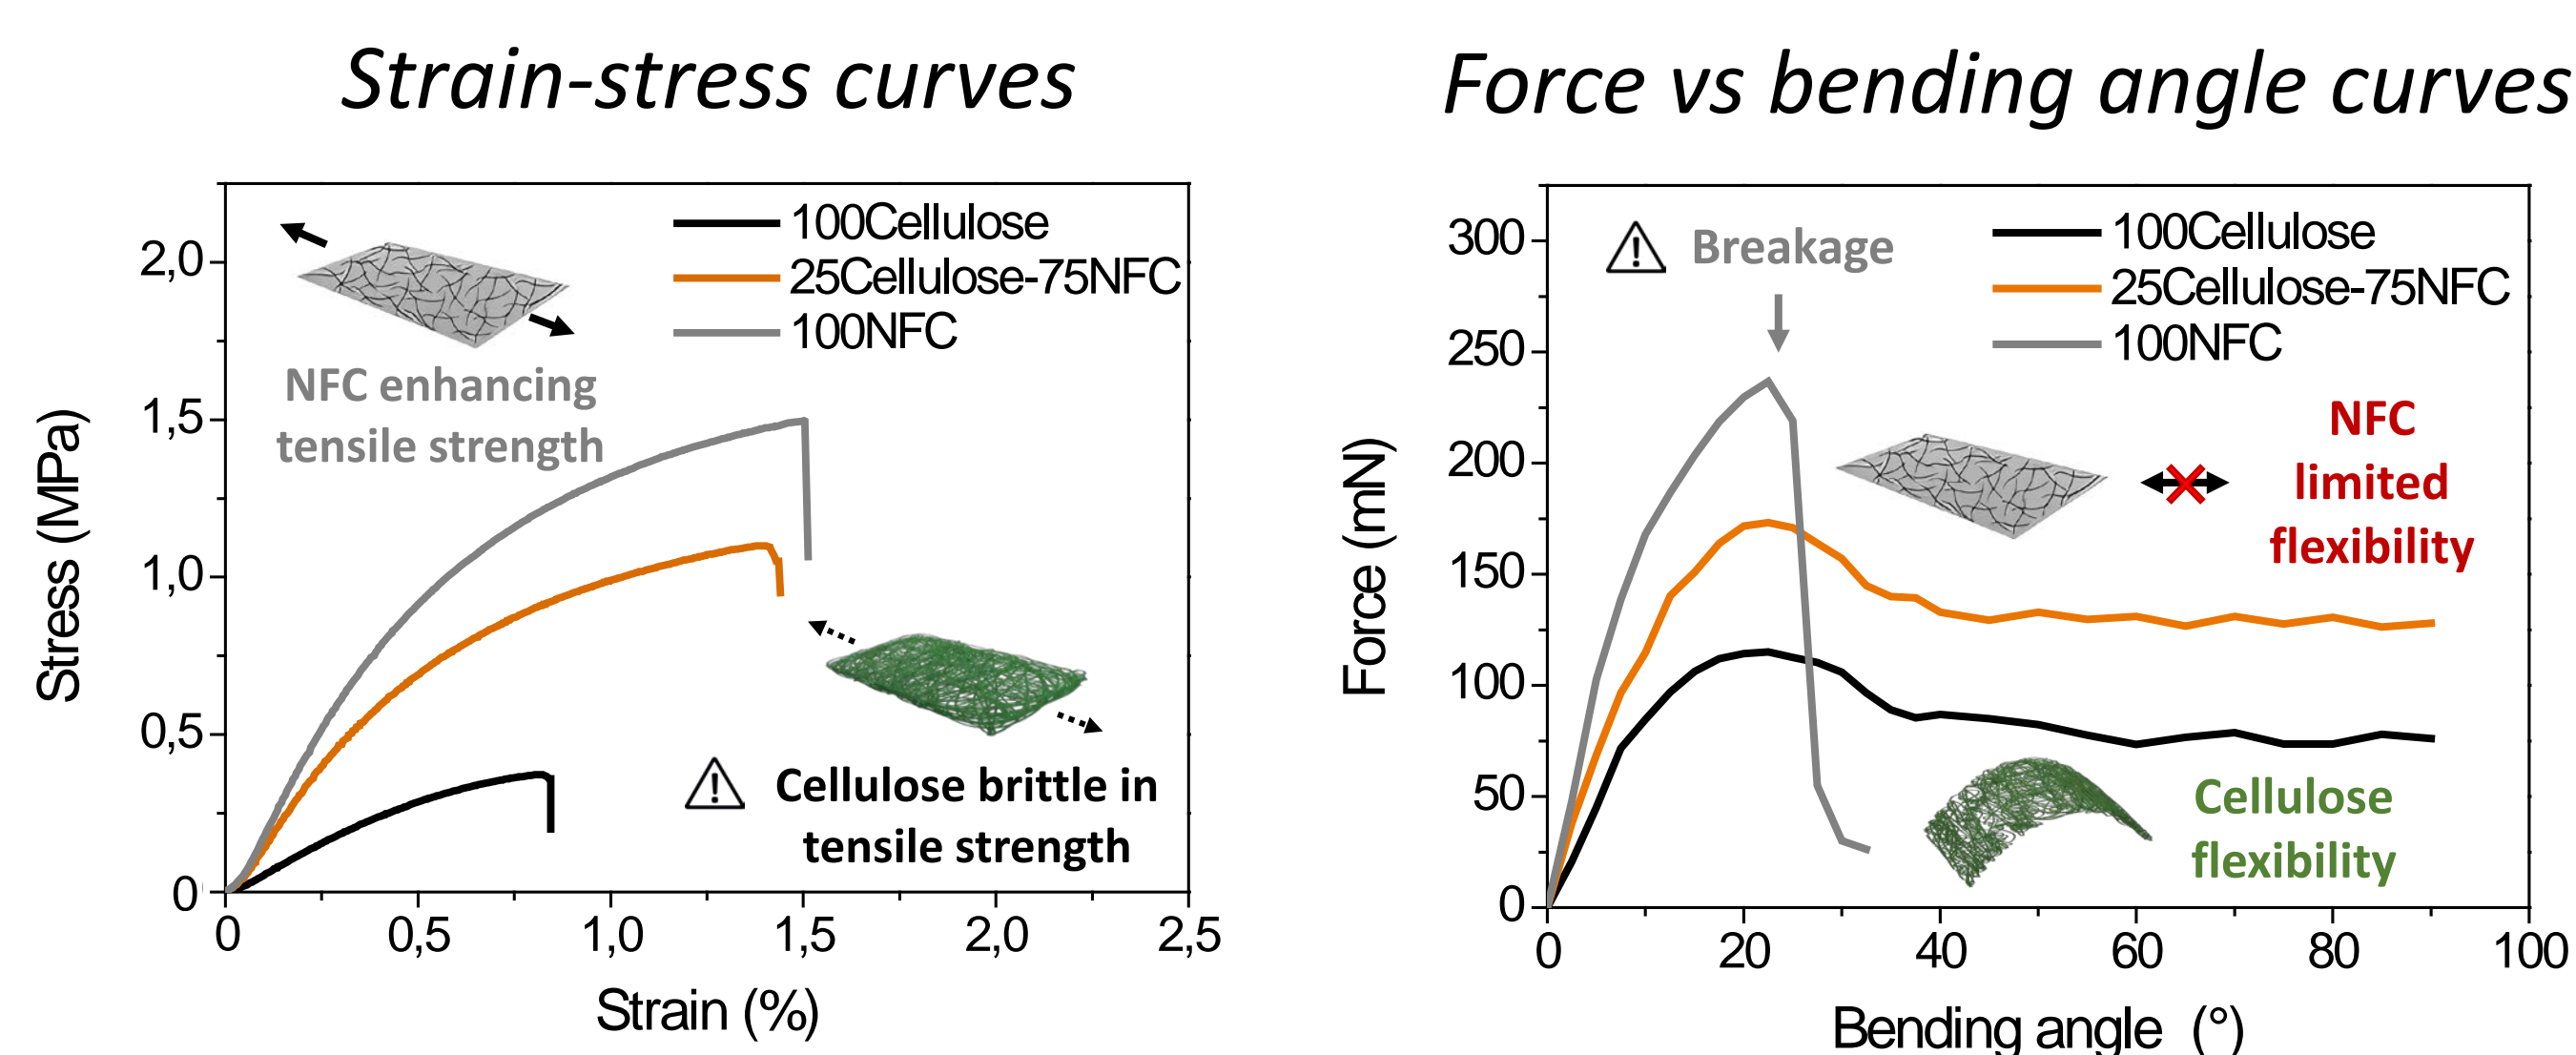 Strain-stress curves
Stress (MPa)
2,0
1,5
1,0
0,5
0
0
0,5
1,0
1,5
2,0
2,5
Strain (%)
100Cellulose
25Cellulose-75NFC
100NFC
NFC enhancing
tensile strength
Cellulose brittle in
tensile strength
Force vs bending angle curves
Force (mN)
300
250
200
150
100
50
0
0
20
40
60
80
100
Bending angle (°)
Breakage
100Cellulose
25Cellulose-75NFC
100NFC
NFC
limited
flexibility
Cellulose
flexibility